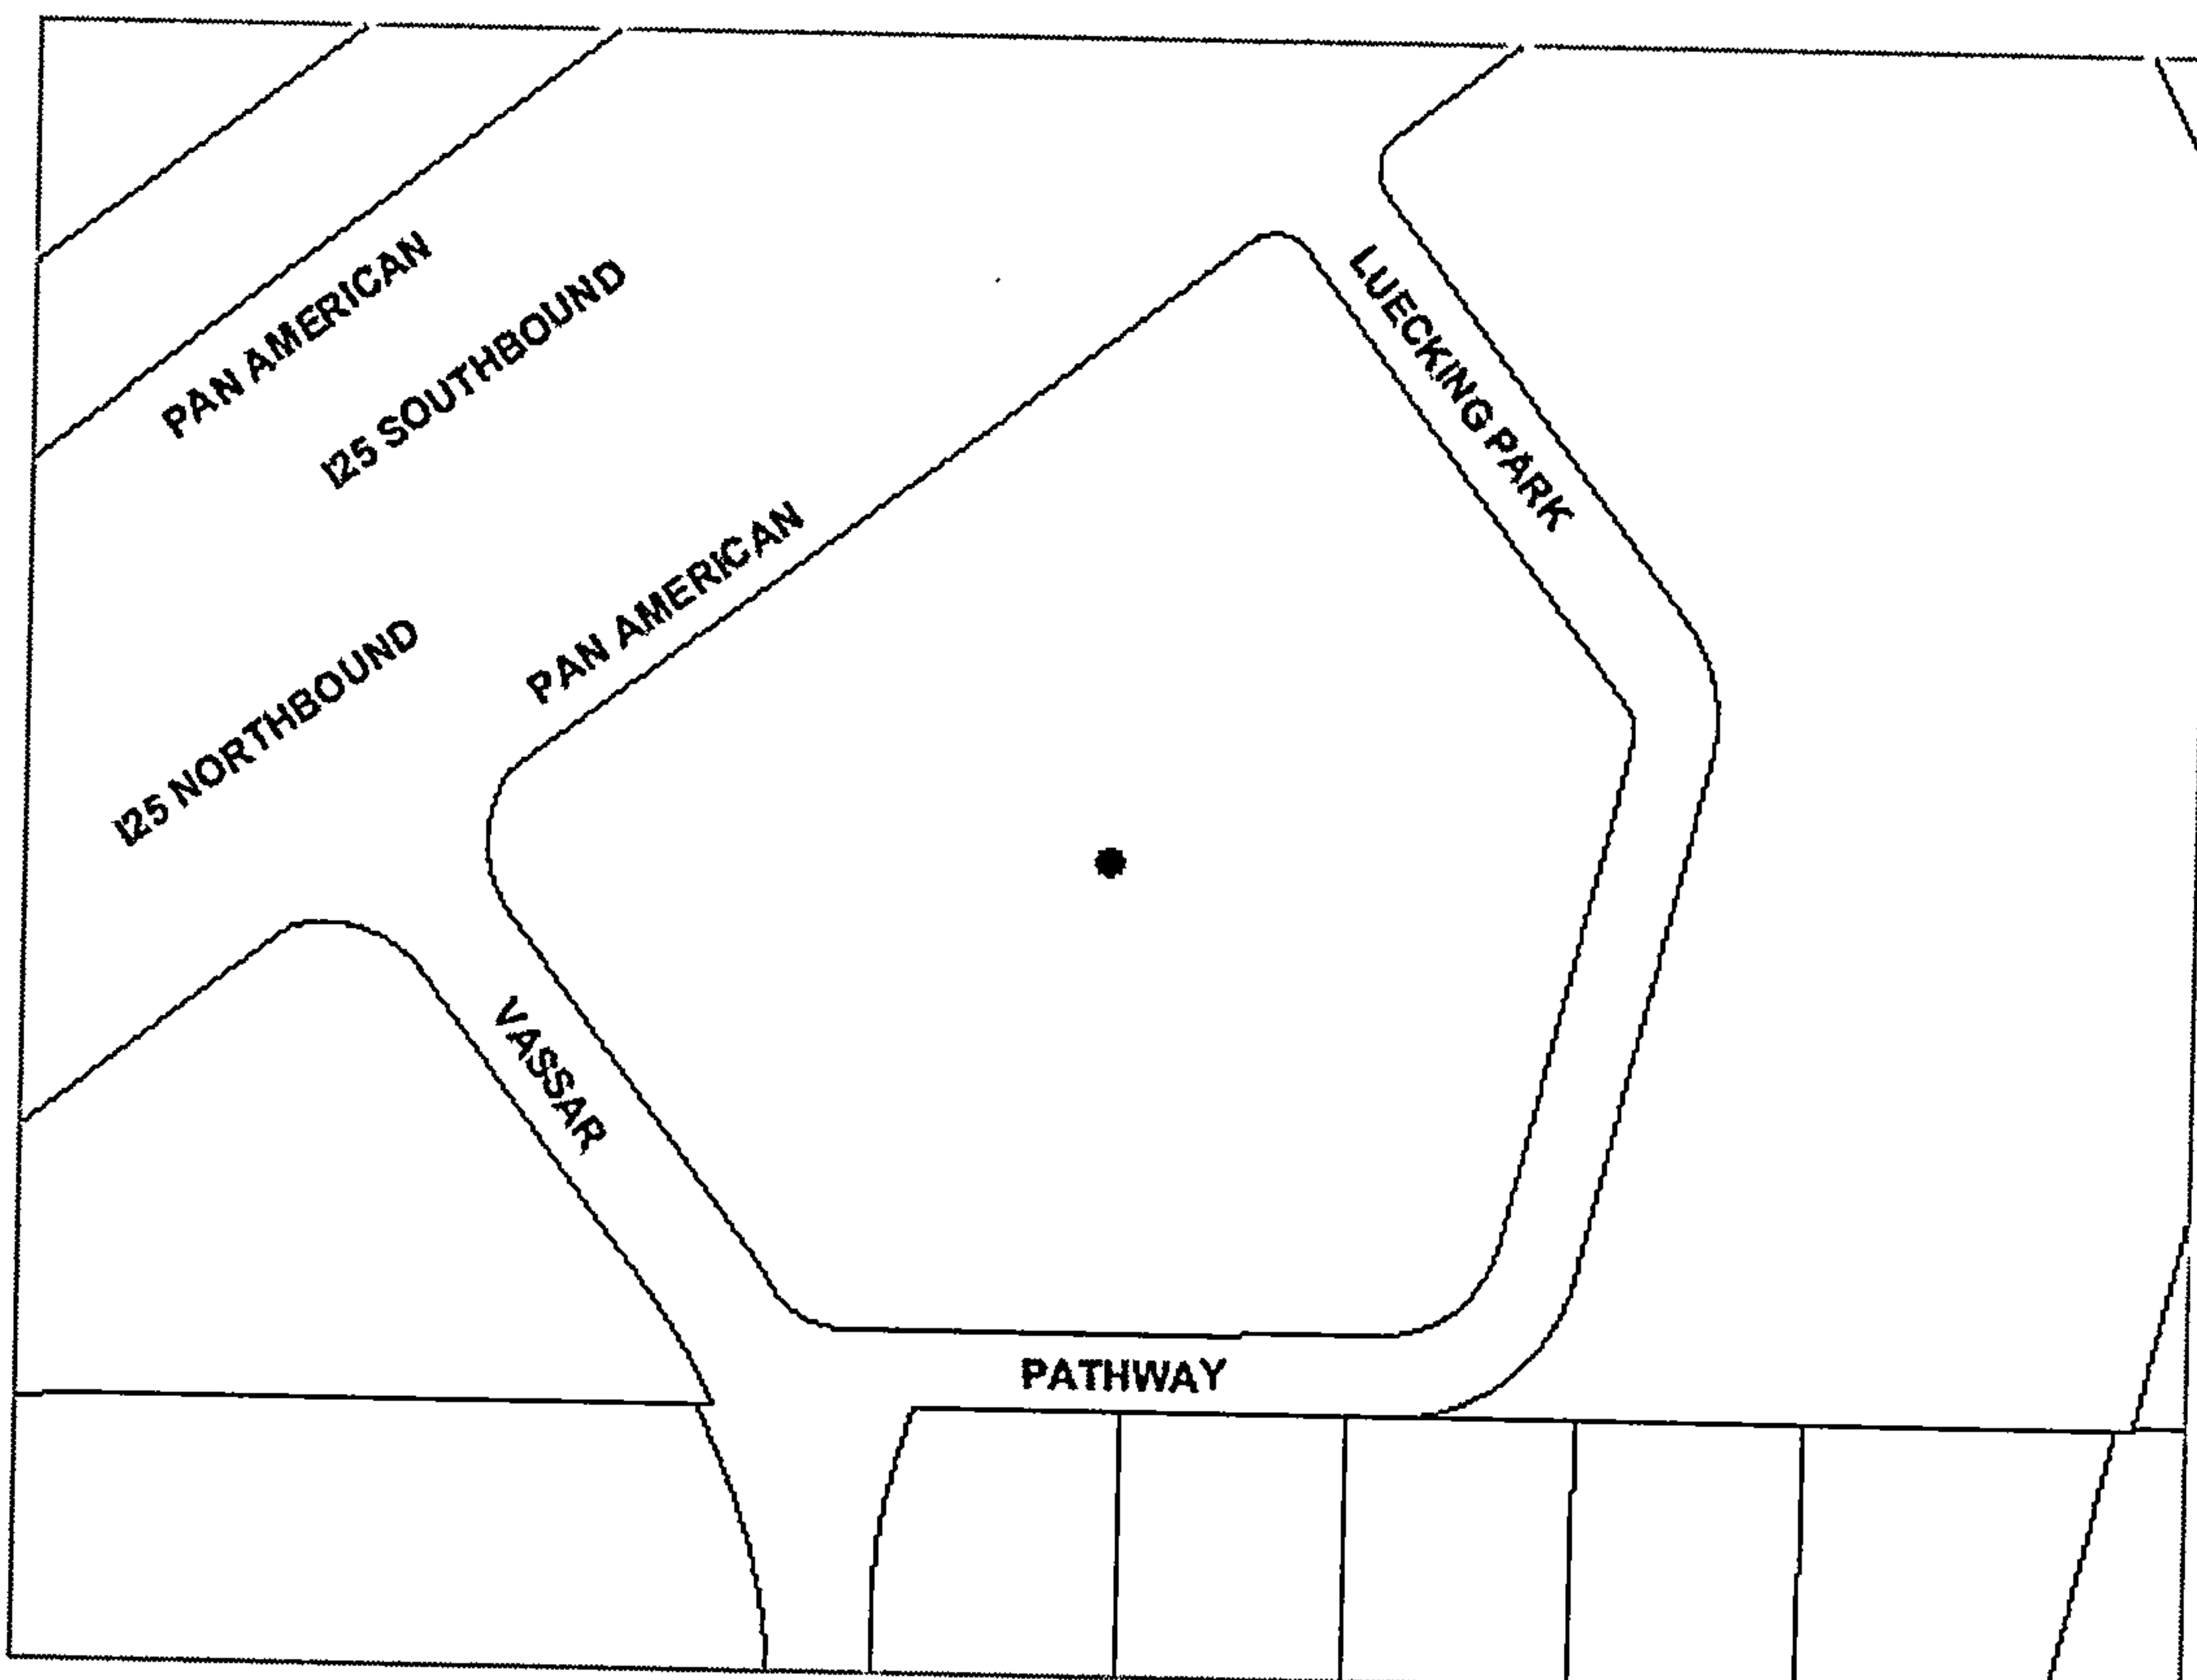 PAN AMERICAN
I25 SOUTHBOUND
LUECKING PARK
PAN AMERICAN
I25 NORTHBOUND
VASSAR
PATHWAY